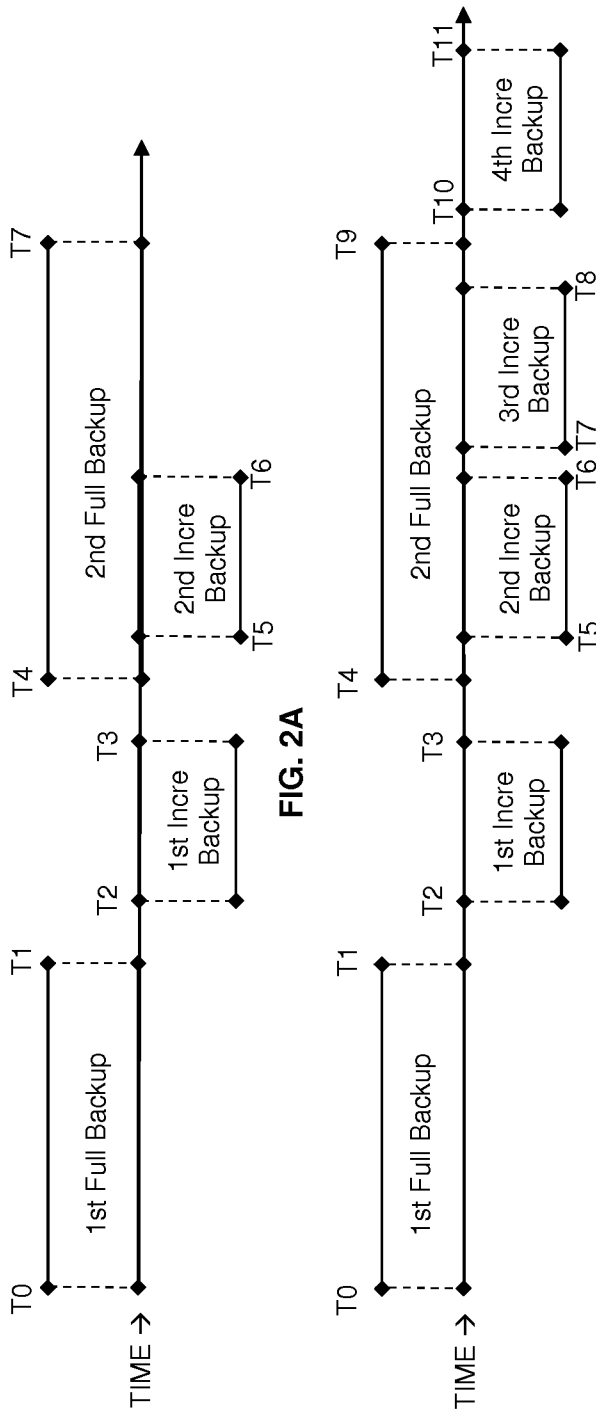 T0
T1
T4
T7
1st Full Backup
2nd Full Backup
TIME →
T2
T3
1st Incre
Backup
2nd Incre
Backup
T5
T6
FIG. 2A
T0
T1
T4
T9
1st Full Backup
2nd Full Backup
TIME →
T2
T3
T10
T11
1st Incre
Backup
2nd Incre
Backup
3rd Incre
Backup
4th Incre
Backup
T5
T6
T7
T8